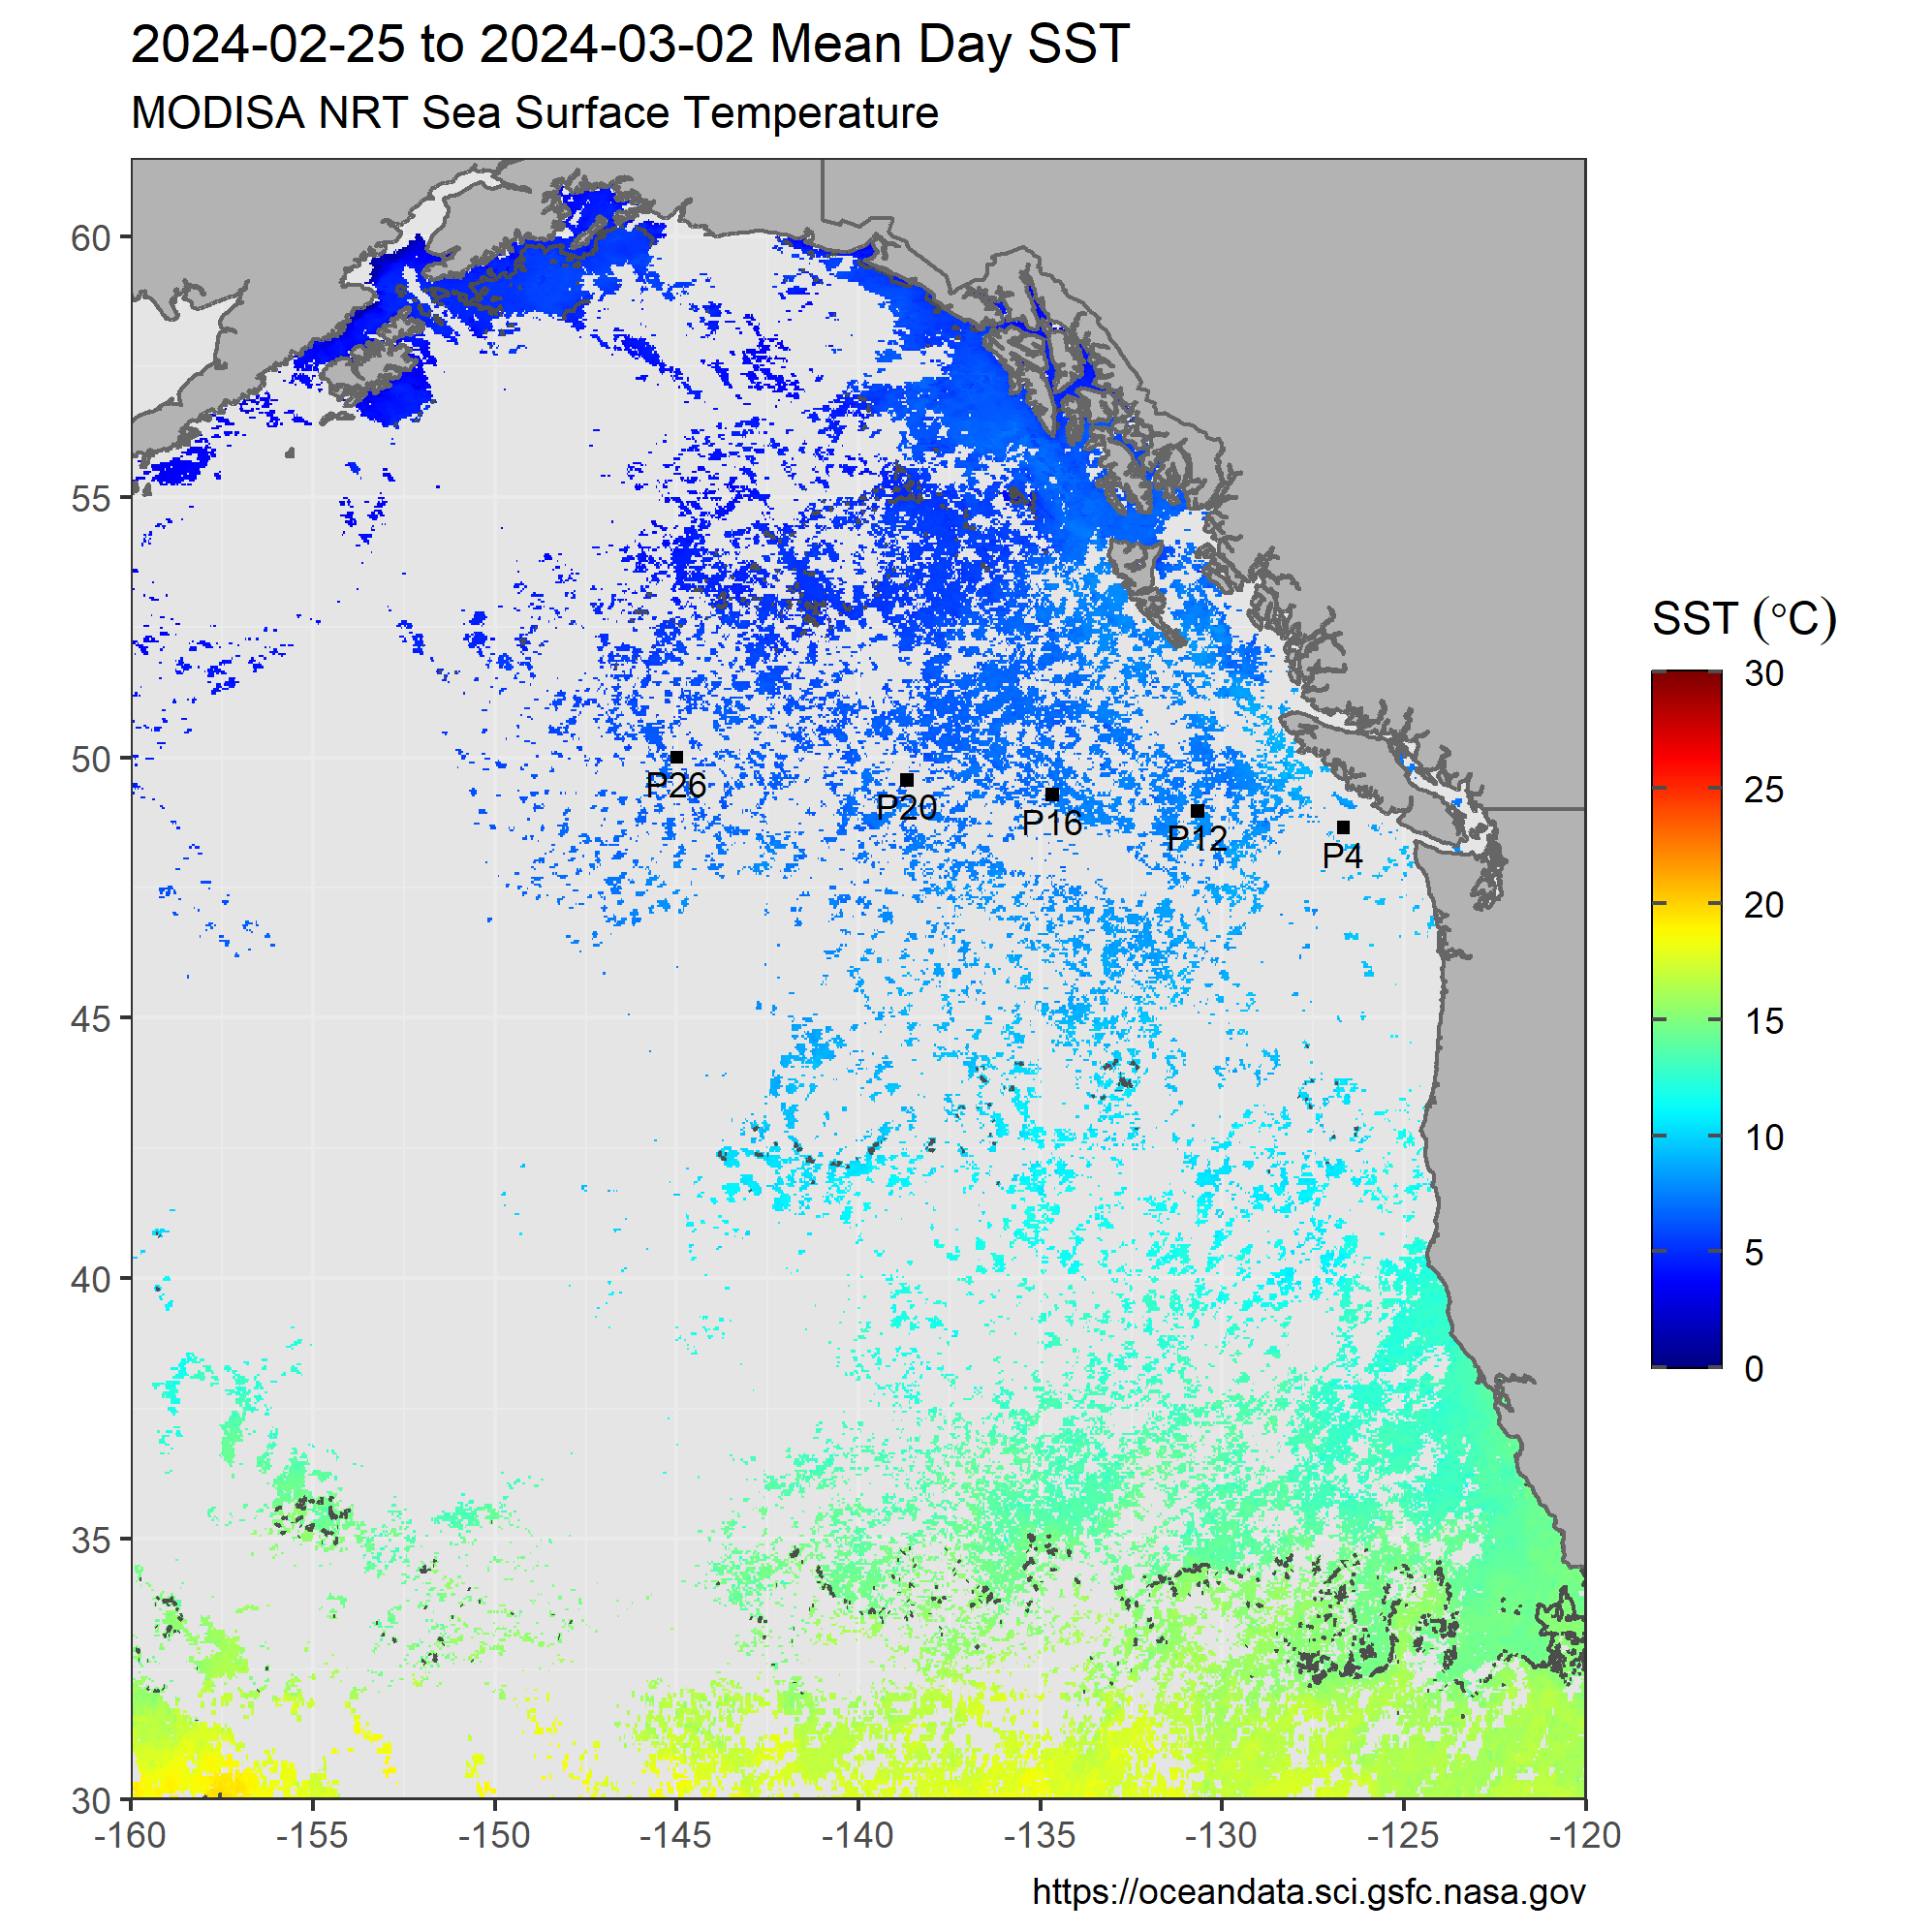 2024-02-25 to 2024-03-02 Mean Day SST
MODISA NRT Sea Surface Temperature
60
55
50
45
40
35
30
P26
P20
P16
P12
P4
-160
-155
-150
-145
-140
-135
-130
-125
-120
SST (°C)
30
25
20
15
10
5
0
https://oceandata.sci.gsfc.nasa.gov